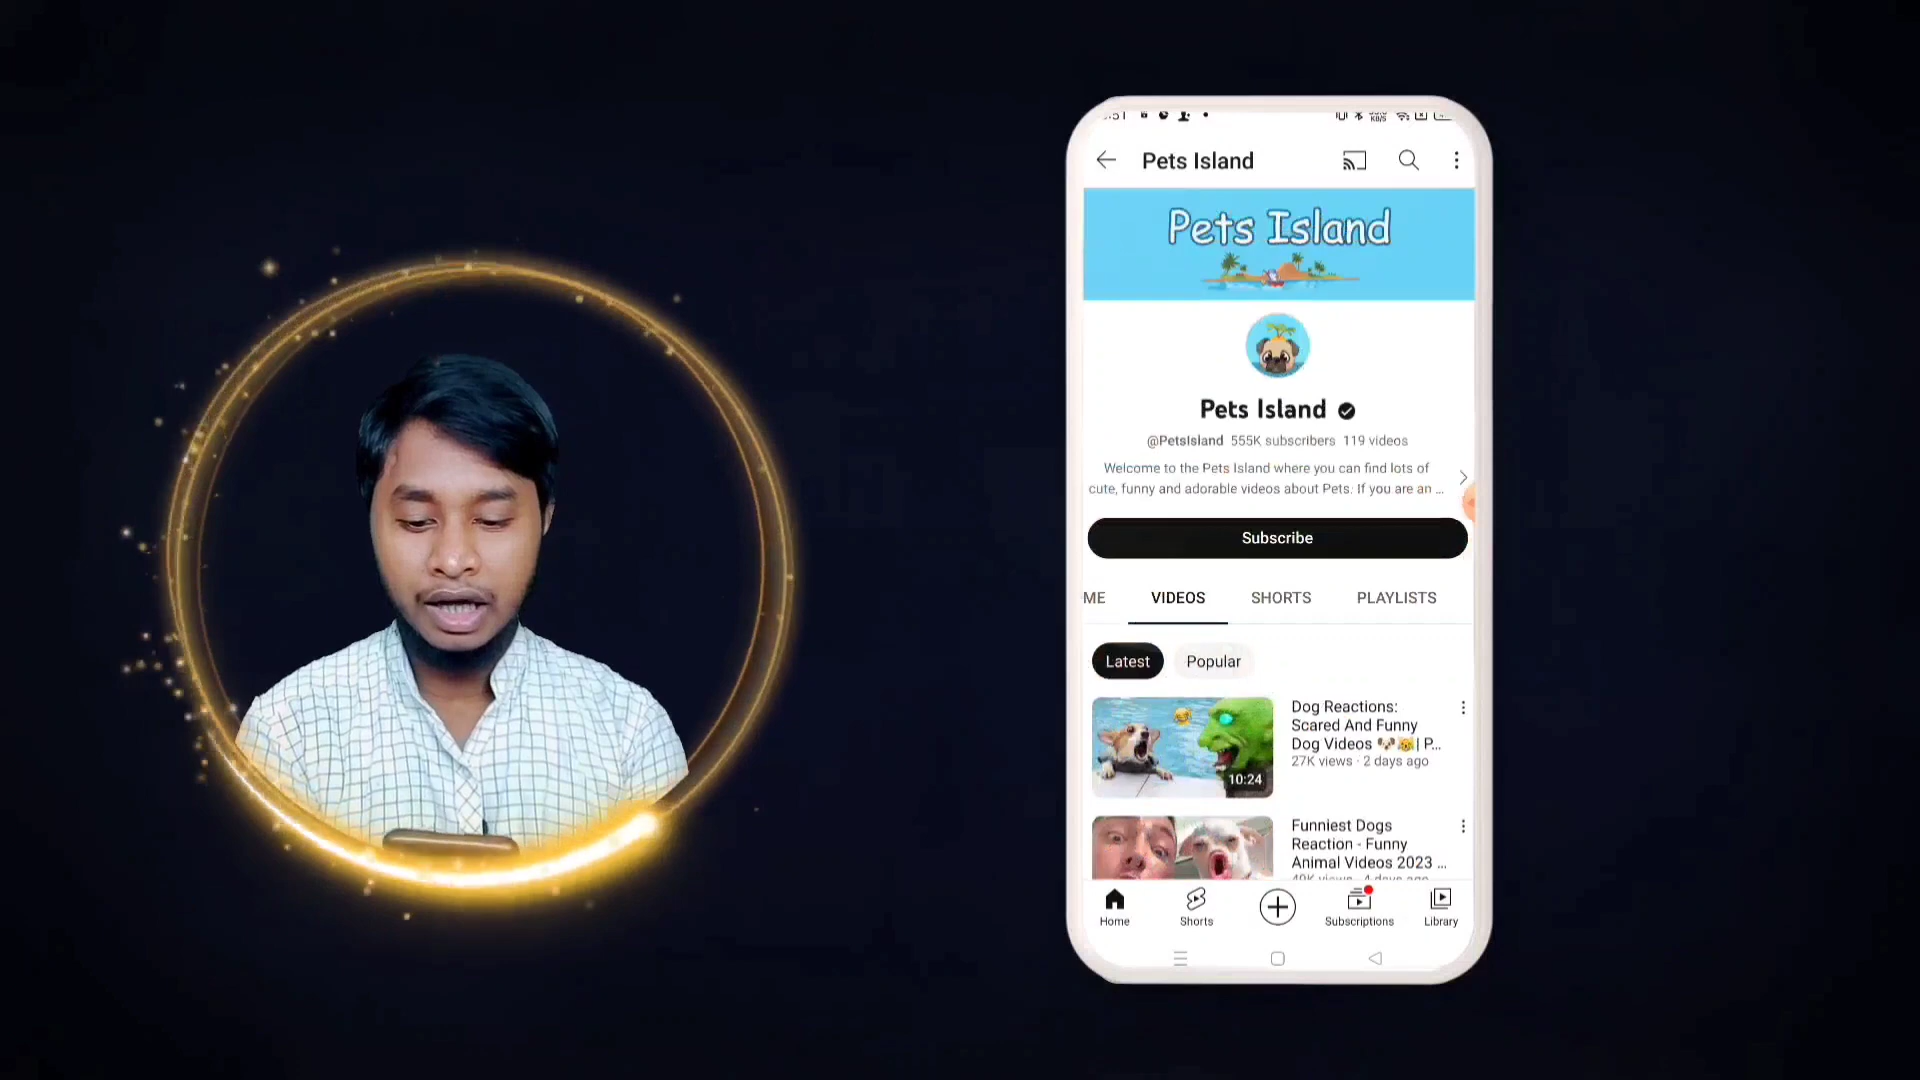 Pets Island
Pets Island
Pets Island
@PetsIsland 555K subscribers 119 videos
Welcome to the Pets Island where you can find lots of
cute, funny and adorable videos about Pets. If you are an ...
Subscribe
ME VIDEOS SHORTS PLAYLISTS
Latest Popular
Dog Reactions:
Scared And Funny
Dog Videos 🐶😹| P...
27K views · 2 days ago
10:24
Funniest Dogs
Reaction - Funny
Animal Videos 2023 ...
Home Shorts Subscriptions Library